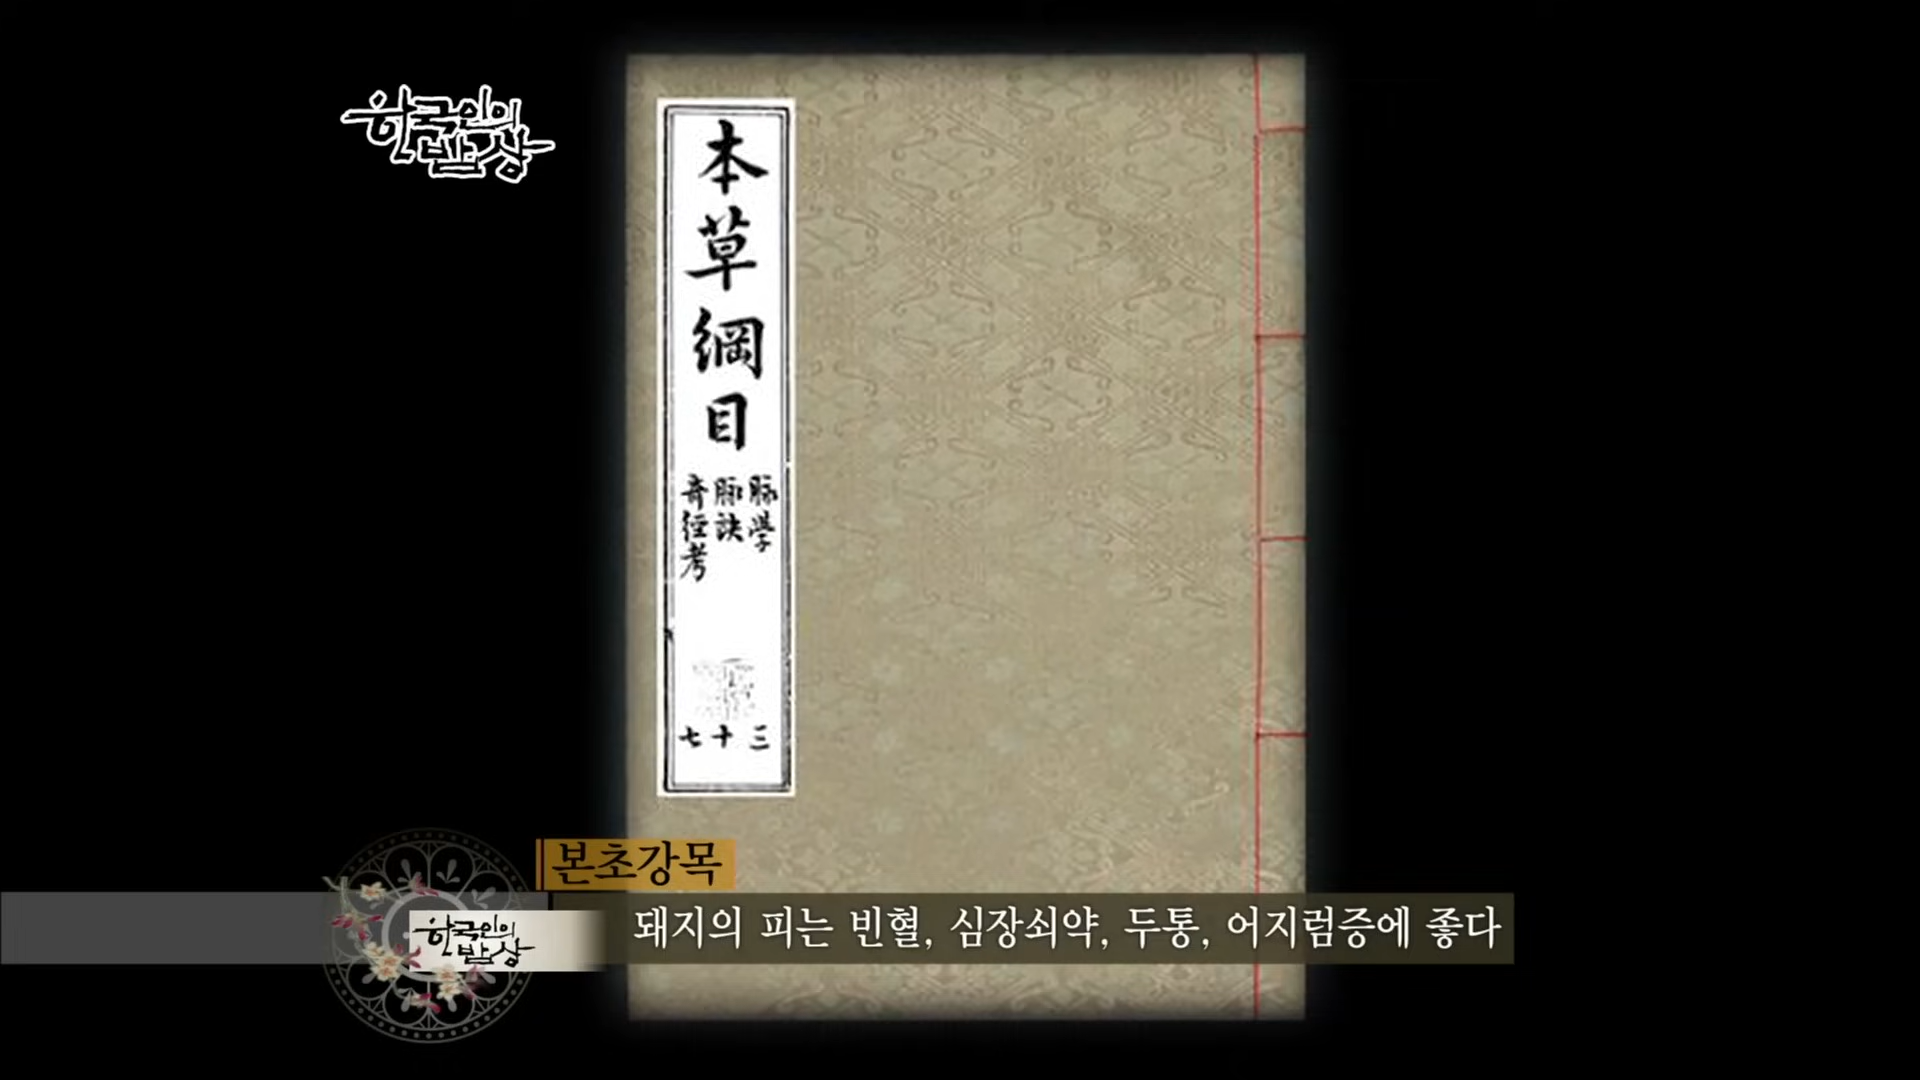 한국인의
밥상
本草綱目
脉學
脉訣
奇經考
三十七
본초강목
한국인의
밥상
돼지의 피는 빈혈, 심장쇠약, 두통, 어지럼증에 좋다